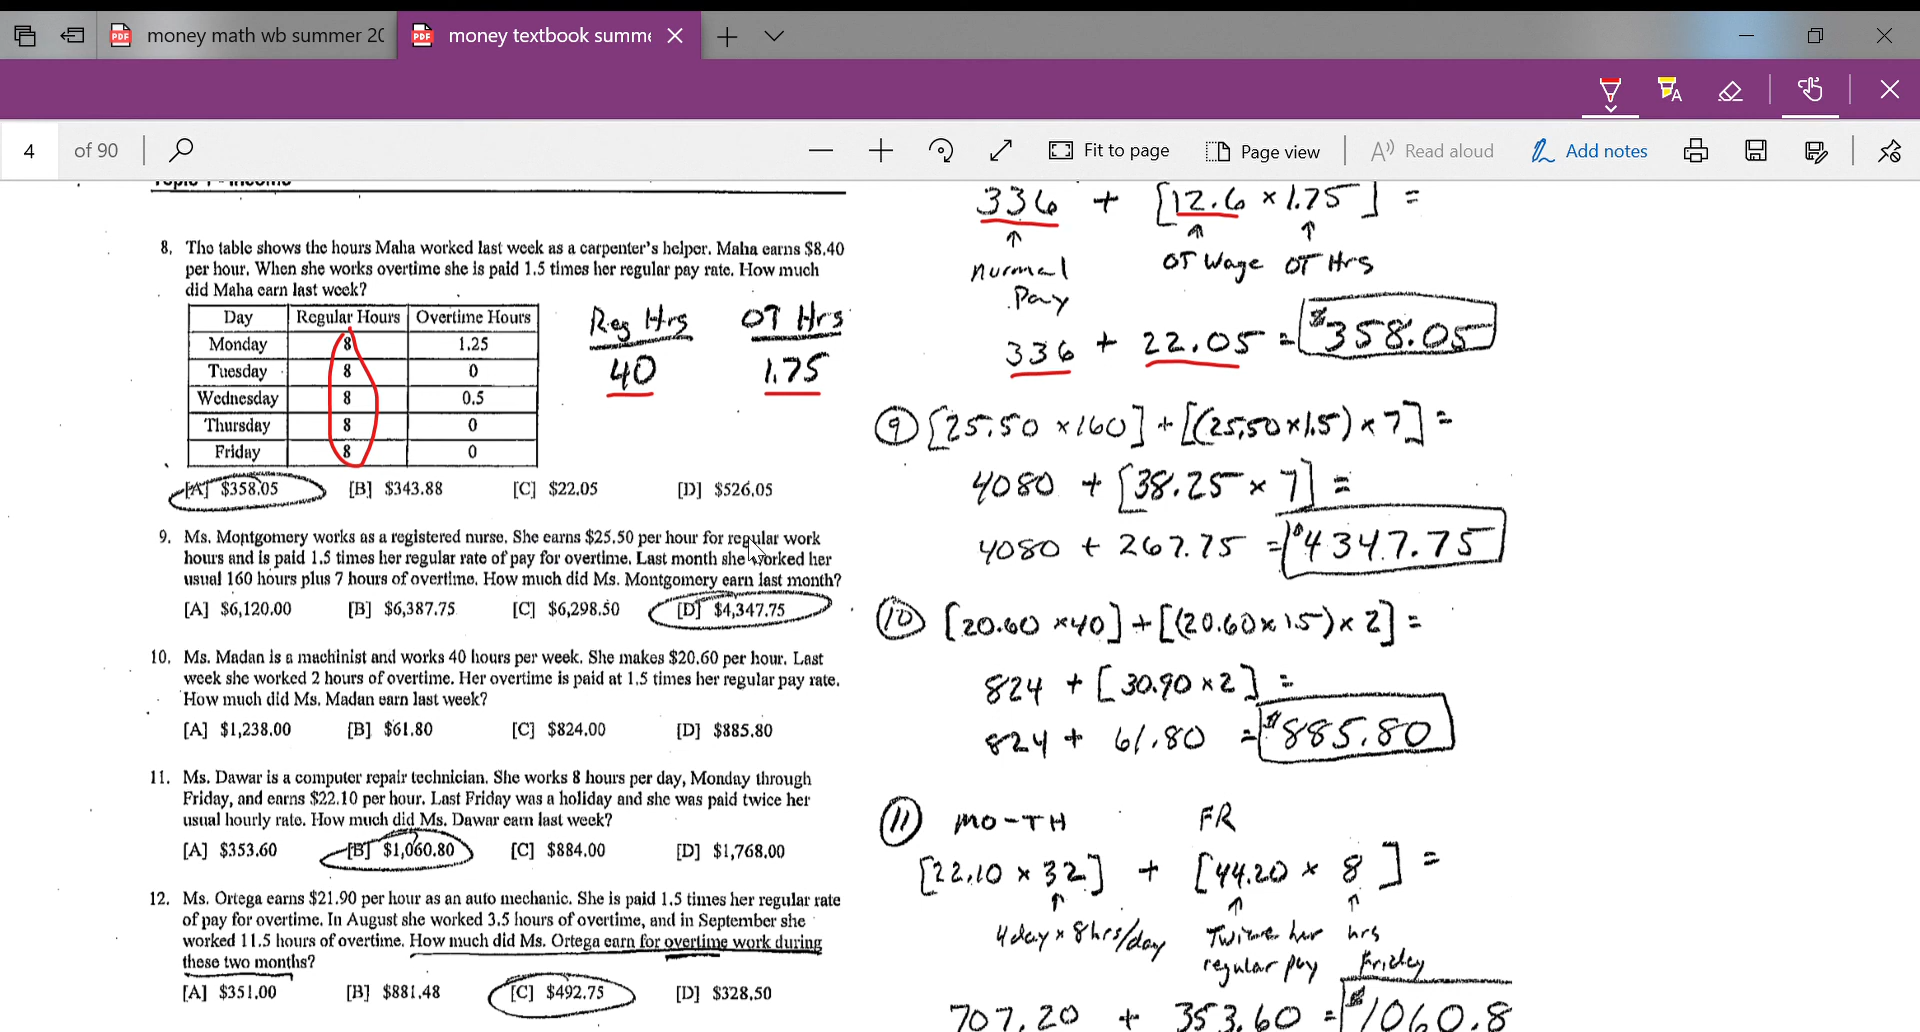 money math wb summer 20
money textbook summe
4 of 90
Fit to page
Page view
Read aloud
Add notes
8. The table shows the hours Maha worked last week as a carpenter's helper. Maha earns $8.40
per hour. When she works overtime she is paid 1.5 times her regular pay rate. How much
did Maha earn last week?
Day Regular Hours Overtime Hours
Monday 8 1.25
Tuesday 8 0
Wednesday 8 0.5
Thursday 8 0
Friday 8 0
Reg Hrs OT Hrs
40 1.75
[A] $358.05 [B] $343.88 [C] $22.05 [D] $526.05
9. Ms. Montgomery works as a registered nurse. She earns $25.50 per hour for regular work
hours and is paid 1.5 times her regular rate of pay for overtime. Last month she worked her
usual 160 hours plus 7 hours of overtime. How much did Ms. Montgomery earn last month?
[A] $6,120.00 [B] $6,387.75 [C] $6,298.50 [D] $4,347.75
10. Ms. Madan is a machinist and works 40 hours per week. She makes $20.60 per hour. Last
week she worked 2 hours of overtime. Her overtime is paid at 1.5 times her regular pay rate.
How much did Ms. Madan earn last week?
[A] $1,238.00 [B] $61.80 [C] $824.00 [D] $885.80
11. Ms. Dawar is a computer repair technician. She works 8 hours per day, Monday through
Friday, and earns $22.10 per hour. Last Friday was a holiday and she was paid twice her
usual hourly rate. How much did Ms. Dawar earn last week?
[A] $353.60 [B] $1,060.80 [C] $884.00 [D] $1,768.00
12. Ms. Ortega earns $21.90 per hour as an auto mechanic. She is paid 1.5 times her regular rate
of pay for overtime. In August she worked 3.5 hours of overtime, and in September she
worked 11.5 hours of overtime. How much did Ms. Ortega earn for overtime work during
these two months?
[A] $351.00 [B] $881.48 [C] $492.75 [D] $328.50
336 + [12.6 × 1.75] =
normal Pay
OT Wage OT Hrs
336 + 22.05 = $358.05
9 [25.50 × 160] + [(25.50 × 1.5) × 7] =
4080 + [38.25 × 7] =
4080 + 267.75 = $4347.75
10 [20.60 × 40] + [(20.60 × 1.5) × 2] =
824 + [30.90 × 2] =
824 + 61.80 = $885.80
11 MO-TH FR
[22.10 × 32] + [44.20 × 8] =
4 day × 8 hrs/day
Twice her hrs
regular pay Friday
707.20 + 353.60 = $1060.8